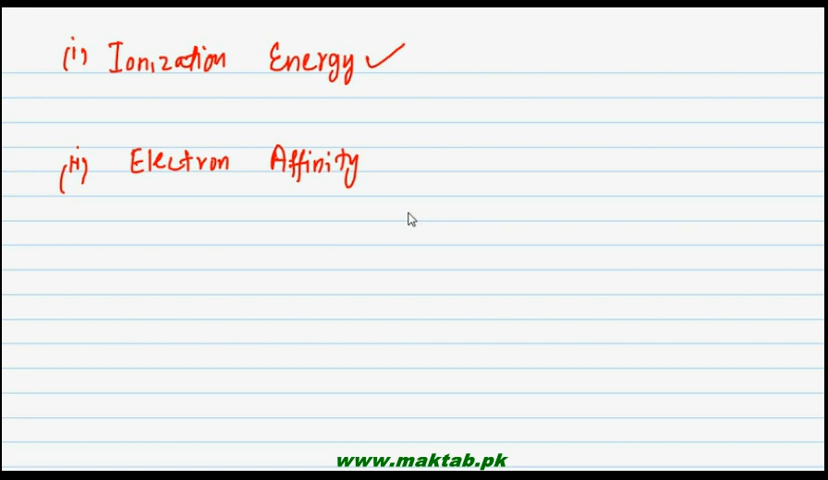 (i) Ionization Energy ✓
(ii) Electron Affinity
www.maktab.pk